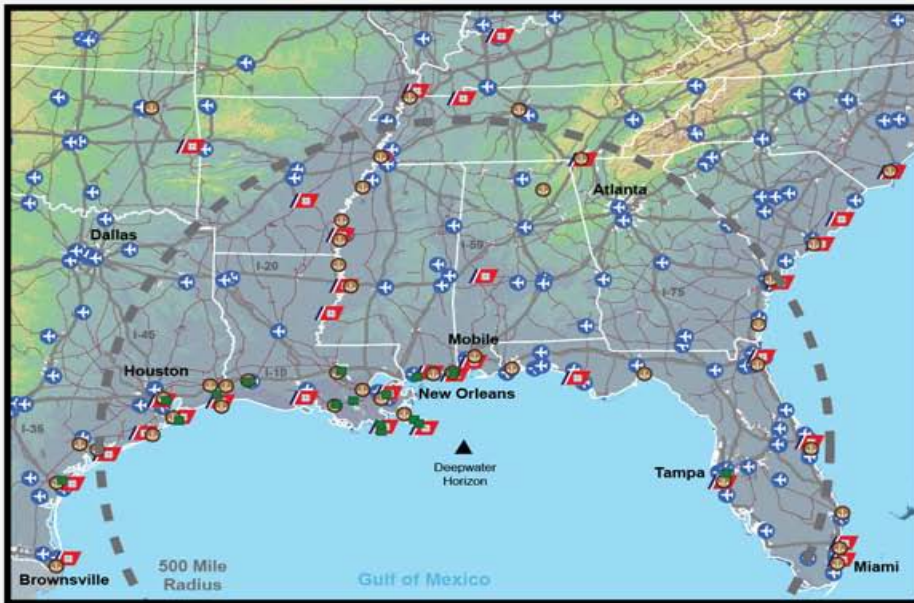 Atlanta
Dallas
I-59
I-20
I-75
I-45
Mobile
Houston
I-10
New Orleans
I-35
Deepwater
Horizon
Tampa
500 Mile
Radius
Brownsville
Gulf of Mexico
Miami